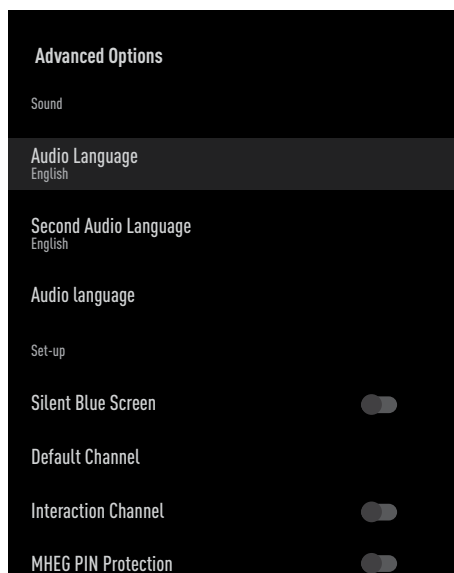 Advanced Options
Sound
Audio Language
English
Second Audio Language
English
Audio language
Set-up
Silent Blue Screen
Default Channel
Interaction Channel
MHEG PIN Protection